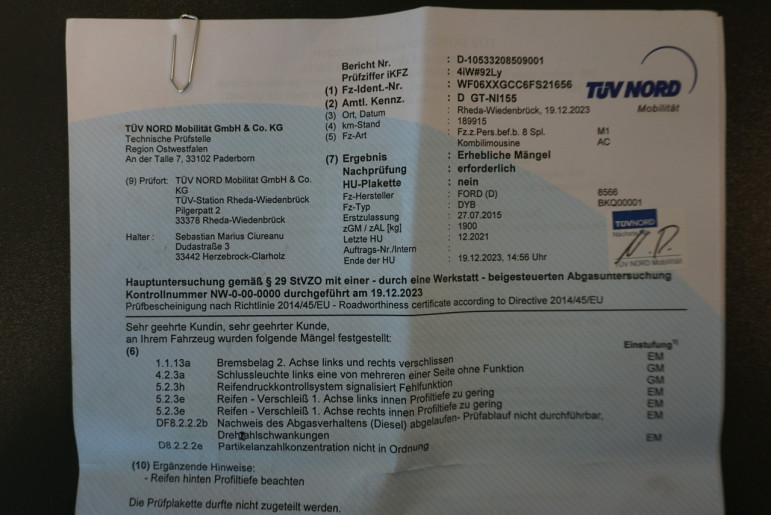 Bericht Nr. : D-10533208509001
Prüfziffer iKFZ : 4iW#92Ly
(1) Fz-Ident.-Nr. : WF06XXGCC6FS21656
(2) Amtl. Kennz. : D GT-NI155
(3) Ort, Datum : Rheda-Wiedenbrück, 19.12.2023
(4) km-Stand : 189915
(5) Fz-Art : Fz.z.Pers.bef.b. 8 Spl. M1
Kombilimousine AC
TÜV NORD
Mobilität
TÜV NORD Mobilität GmbH & Co. KG
Technische Prüfstelle
Region Ostwestfalen
An der Talle 7, 33102 Paderborn
(7) Ergebnis : Erhebliche Mängel
Nachprüfung : erforderlich
HU-Plakette : nein
Fz-Hersteller : FORD (D) 8566
Fz-Typ : DYB BKQ00001
Erstzulassung : 27.07.2015
zGM / zAL [kg] : 1900
Letzte HU : 12.2021
Auftrags-Nr./Intern :
Ende der HU : 19.12.2023, 14:56 Uhr
(9) Prüfort: TÜV NORD Mobilität GmbH & Co.
KG
TÜV-Station Rheda-Wiedenbrück
Pilgerpatt 2
33378 Rheda-Wiedenbrück
Halter : Sebastian Marius Ciureanu
Dudastraße 3
33442 Herzebrock-Clarholz
TÜVNORD
TÜV NORD Mobilität
Hauptuntersuchung gemäß § 29 StVZO mit einer - durch eine Werkstatt - beigesteuerten Abgasuntersuchung
Kontrollnummer NW-0-00-0000 durchgeführt am 19.12.2023
Prüfbescheinigung nach Richtlinie 2014/45/EU - Roadworthiness certificate according to Directive 2014/45/EU
Sehr geehrte Kundin, sehr geehrter Kunde,
an Ihrem Fahrzeug wurden folgende Mängel festgestellt:
(6) Einstufung
1.1.13a Bremsbelag 2. Achse links und rechts verschlissen EM
4.2.3a Schlussleuchte links eine von mehreren einer Seite ohne Funktion GM
5.2.3h Reifendruckkontrollsystem signalisiert Fehlfunktion GM
5.2.3e Reifen - Verschleiß 1. Achse links innen Profiltiefe zu gering EM
5.2.3e Reifen - Verschleiß 1. Achse rechts innen Profiltiefe zu gering EM
DF8.2.2.2b Nachweis des Abgasverhaltens (Diesel) abgelaufen- Prüfablauf nicht durchführbar, EM
Drehzahlschwankungen
D8.2.2.2e Partikelanzahlkonzentration nicht in Ordnung EM
(10) Ergänzende Hinweise:
- Reifen hinten Profiltiefe beachten
Die Prüfplakette durfte nicht zugeteilt werden.